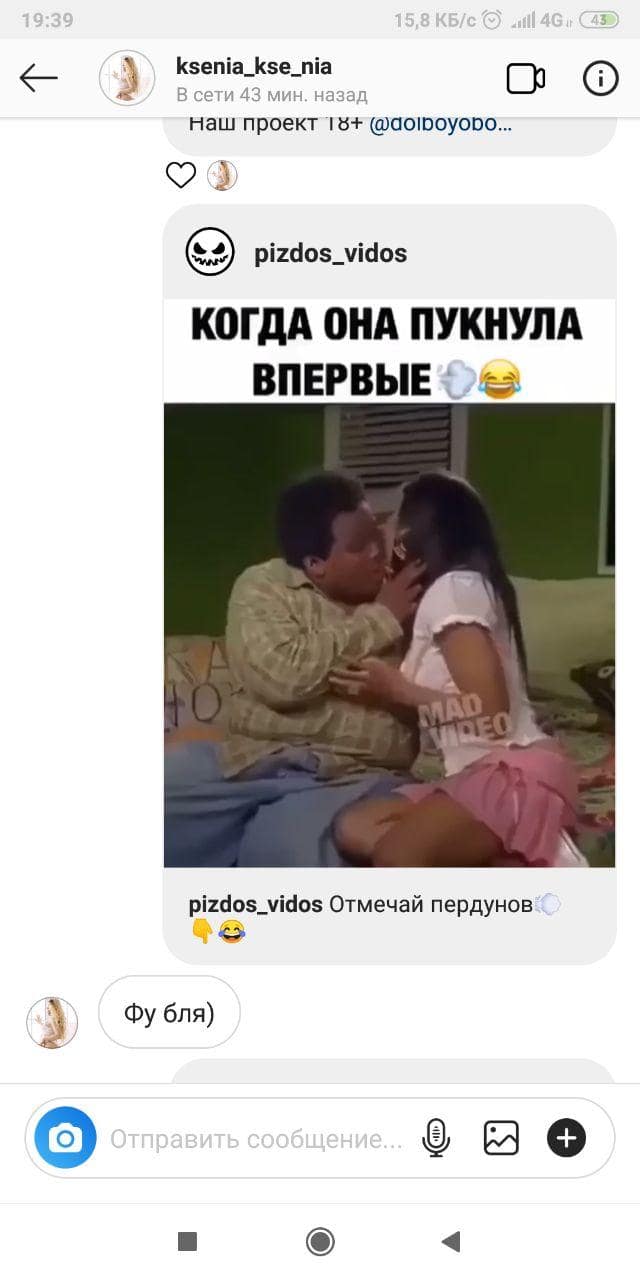 19:39
15,8 КБ/с
4G
43
ksenia_kse_nia
В сети 43 мин. назад
Наш проект 18+ @dolboyobo...
pizdos_vidos
КОГДА ОНА ПУКНУЛА
ВПЕРВЫЕ💨😂
MAD
VIDEO
pizdos_vidos Отмечай пердунов💨
👇😂
Фу бля)
Отправить сообщение...